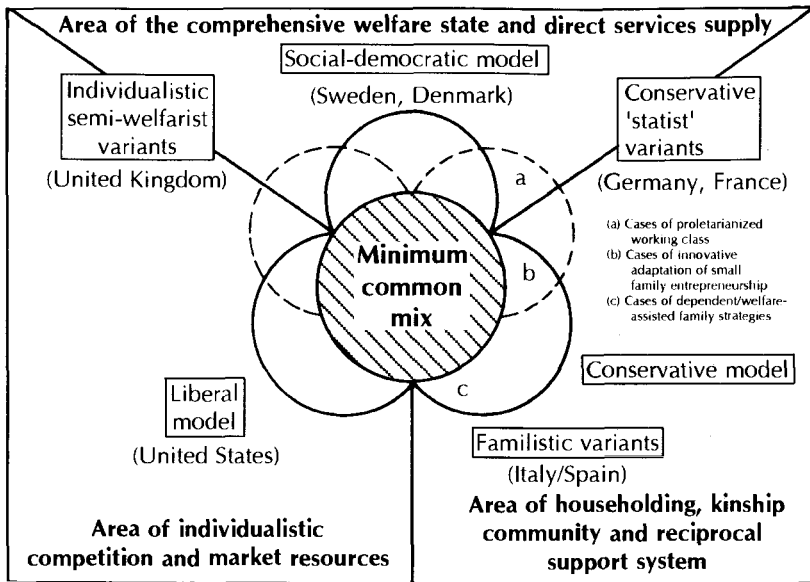 Area of the comprehensive welfare state and direct services supply
Social-democratic model
(Sweden, Denmark)
Individualistic
semi-welfarist
variants
(United Kingdom)
Conservative
'statist'
variants
(Germany, France)
a
(a) Cases of proletarianized
working class
(b) Cases of innovative
adaptation of small
family entrepreneurship
(c) Cases of dependent/welfare-
assisted family strategies
Minimum
common
mix
b
c
Conservative model
Liberal
model
(United States)
Familistic variants
(Italy/Spain)
Area of individualistic
competition and market resources
Area of householding, kinship
community and reciprocal
support system